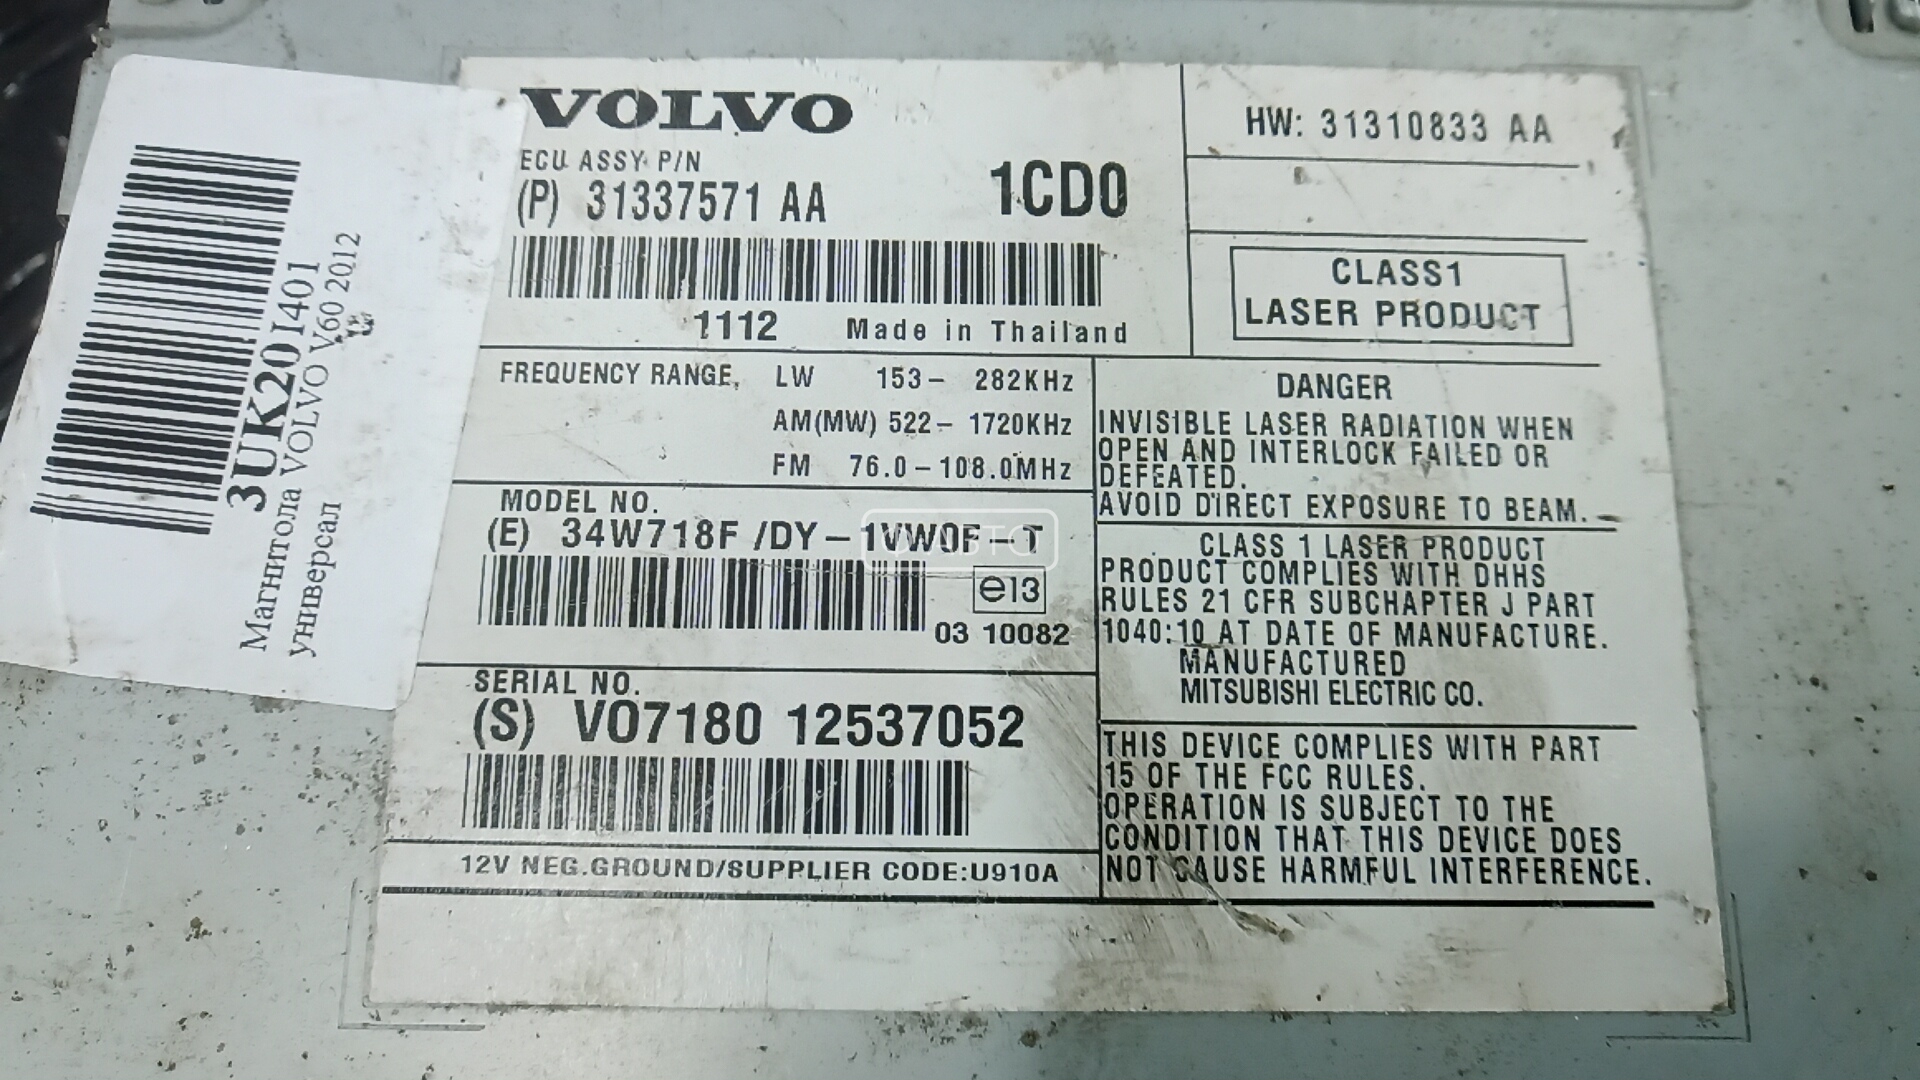 VOLVO
ECU ASSY P/N
(P) 31337571 AA
1CD0
1112 Made in Thailand
HW: 31310833 AA
CLASS1
LASER PRODUCT
FREQUENCY RANGE, LW 153- 282KHz
AM(MW) 522- 1720KHz
FM 76.0-108.0MHz
MODEL NO.
(E) 34W718F /DY-1VW0F-T
e13
03 10082
SERIAL NO.
(S) VO7180 12537052
12V NEG.GROUND/SUPPLIER CODE:U910A
DANGER
INVISIBLE LASER RADIATION WHEN
OPEN AND INTERLOCK FAILED OR
DEFEATED.
AVOID DIRECT EXPOSURE TO BEAM.
CLASS 1 LASER PRODUCT
PRODUCT COMPLIES WITH DHHS
RULES 21 CFR SUBCHAPTER J PART
1040:10 AT DATE OF MANUFACTURE.
MANUFACTURED
MITSUBISHI ELECTRIC CO.
THIS DEVICE COMPLIES WITH PART
15 OF THE FCC RULES.
OPERATION IS SUBJECT TO THE
CONDITION THAT THIS DEVICE DOES
NOT CAUSE HARMFUL INTERFERENCE.
3UK20I401
Магнитола VOLVO V60 2012
универсал